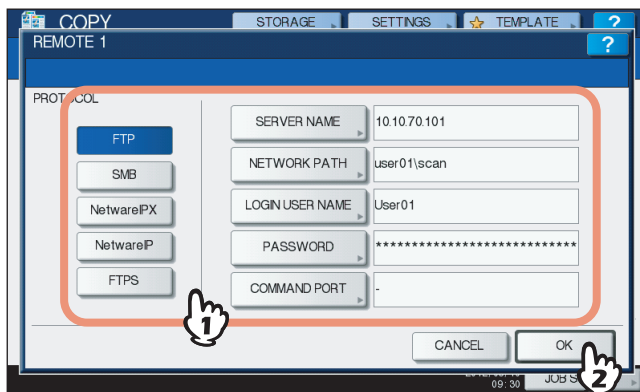 COPY STORAGE SETTINGS TEMPLATE ?
REMOTE 1 ?
PROTOCOL
FTP
SMB
NetwareIPX
NetwareIP
FTPS
SERVER NAME 10.10.70.101
NETWORK PATH user01\scan
LOGIN USER NAME User01
PASSWORD ****************************
COMMAND PORT -
1
CANCEL OK
2
09:30 JOB S